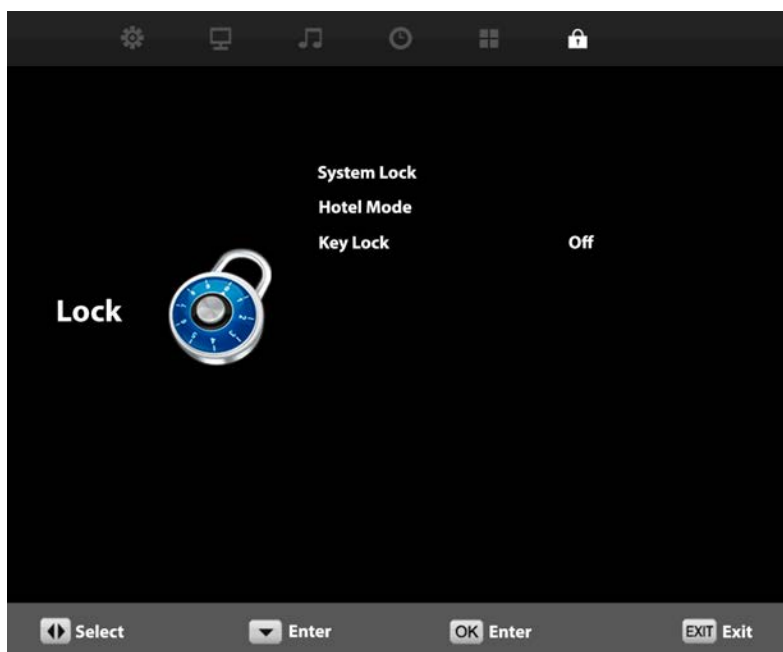 System Lock
Hotel Mode
Key Lock Off
Lock
Select Enter OK Enter EXIT Exit